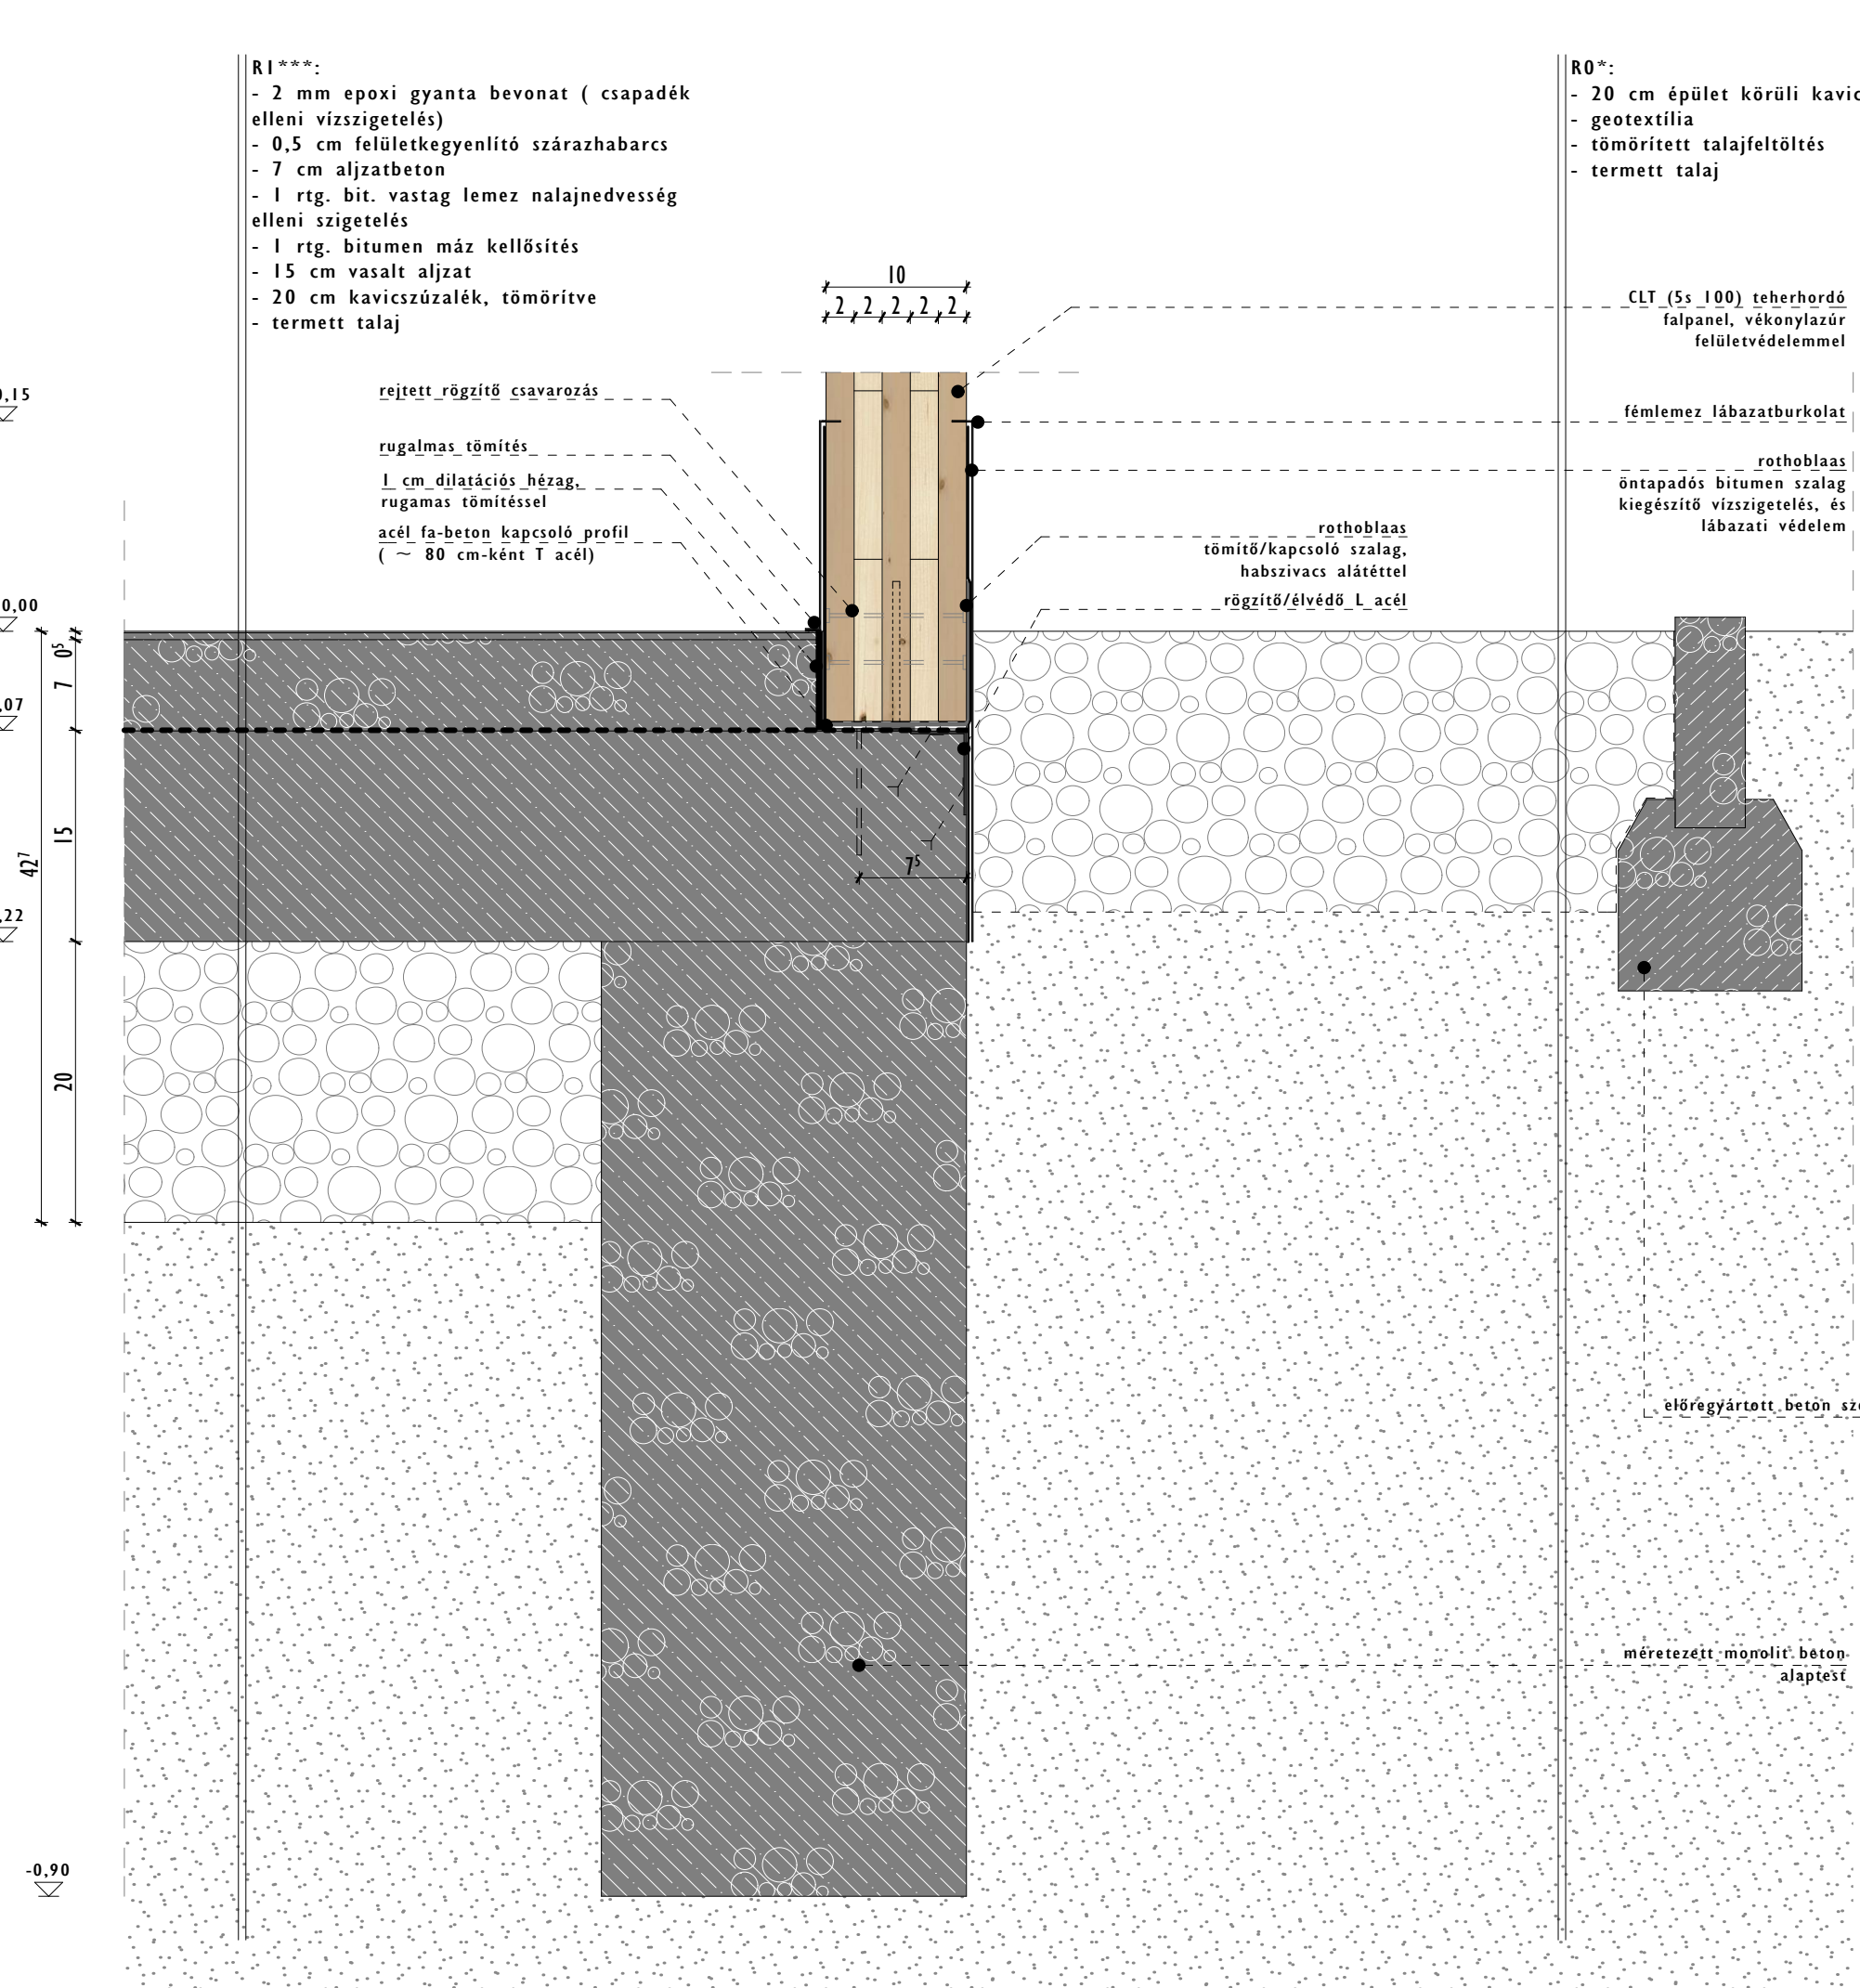 R1***:
- 2 mm epoxi gyanta bevonat ( csapadék
elleni vízszigetelés)
- 0,5 cm felületkegyenlító szárazhabarcs
- 7 cm aljzatbeton
- 1 rtg. bit. vastag lemez nalajnedvesség
elleni szigetelés
- 1 rtg. bitumen máz kellősítés
- 15 cm vasalt aljzat
- 20 cm kavicszúzalék, tömörítve
- termett talaj
R0*:
- 20 cm épület körüli kavic
- geotextília
- tömörített talajfeltöltés
- termett talaj
10
2 2 2 2 2
CLT (5s 100) teherhordó
falpanel, vékonylazúr
felületvédelemmel
rejtett rögzítő csavarozás
rugalmas tömítés
1 cm dilatációs hézag,
rugamas tömítéssel
acél fa-beton kapcsoló profil
( ~ 80 cm-ként T acél)
fémlemez lábazatburkolat
rothoblaas
öntapadós bitumen szalag
kiegészítő vízszigetelés, és
lábazati védelem
rothoblaas
tömítő/kapcsoló szalag,
habszivacs alátéttel
rögzítő/élvédő L acél
0,15
0,00
,07
,22
-0,90
0⁵
7
15
20
42⁷
7⁵
előregyártott beton sze
méretezett monolit beton
alaptest